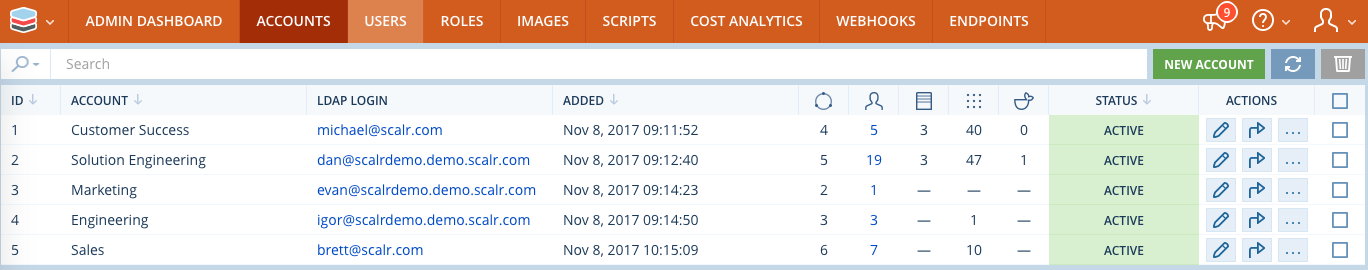 ADMIN DASHBOARD ACCOUNTS USERS ROLES IMAGES SCRIPTS COST ANALYTICS WEBHOOKS ENDPOINTS 9
Search NEW ACCOUNT
ID ACCOUNT LDAP LOGIN ADDED STATUS ACTIONS
1 Customer Success michael@scalr.com Nov 8, 2017 09:11:52 4 5 3 40 0 ACTIVE ...
2 Solution Engineering dan@scalrdemo.demo.scalr.com Nov 8, 2017 09:12:40 5 19 3 47 1 ACTIVE ...
3 Marketing evan@scalrdemo.demo.scalr.com Nov 8, 2017 09:14:23 2 1 — — — ACTIVE ...
4 Engineering igor@scalrdemo.demo.scalr.com Nov 8, 2017 09:14:50 3 3 — 1 — ACTIVE ...
5 Sales brett@scalr.com Nov 8, 2017 10:15:09 6 7 — 10 — ACTIVE ...